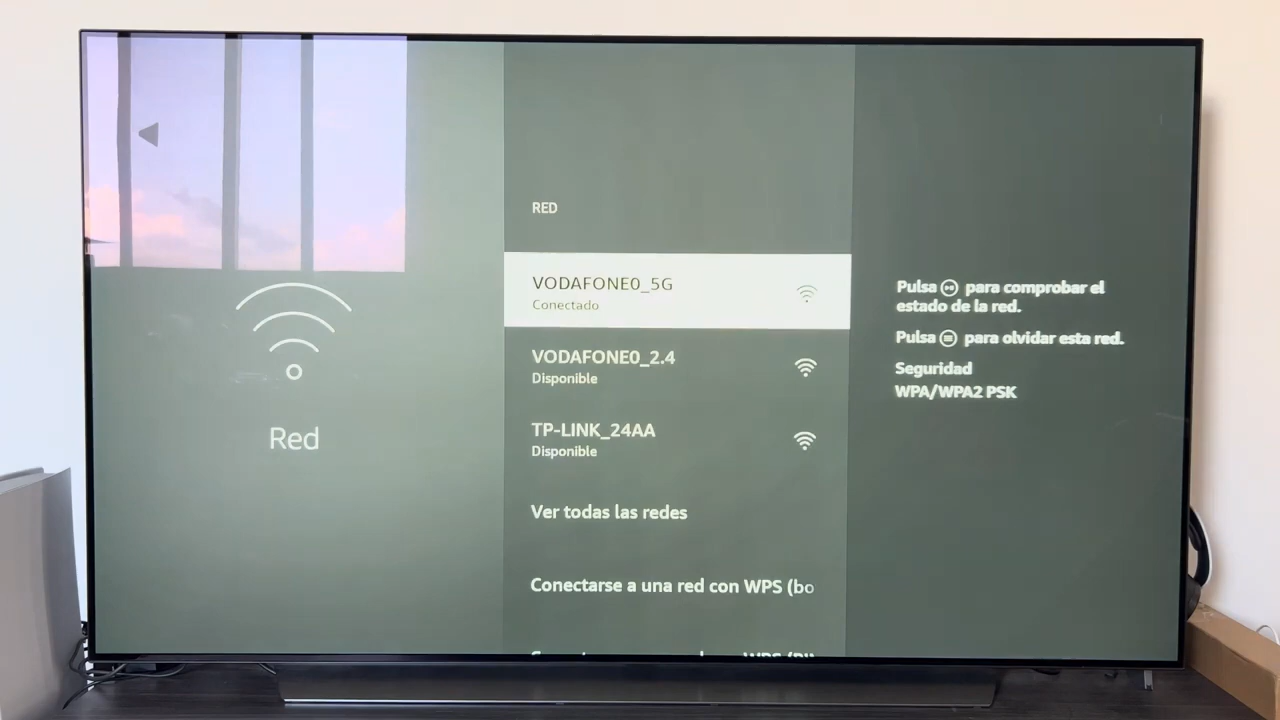 RED
VODAFONE0_5G
Conectado
VODAFONE0_2.4
Disponible
TP-LINK_24AA
Disponible
Ver todas las redes
Conectarse a una red con WPS (bo
Red
Pulsa para comprobar el
estado de la red.
Pulsa para olvidar esta red.
Seguridad
WPA/WPA2 PSK